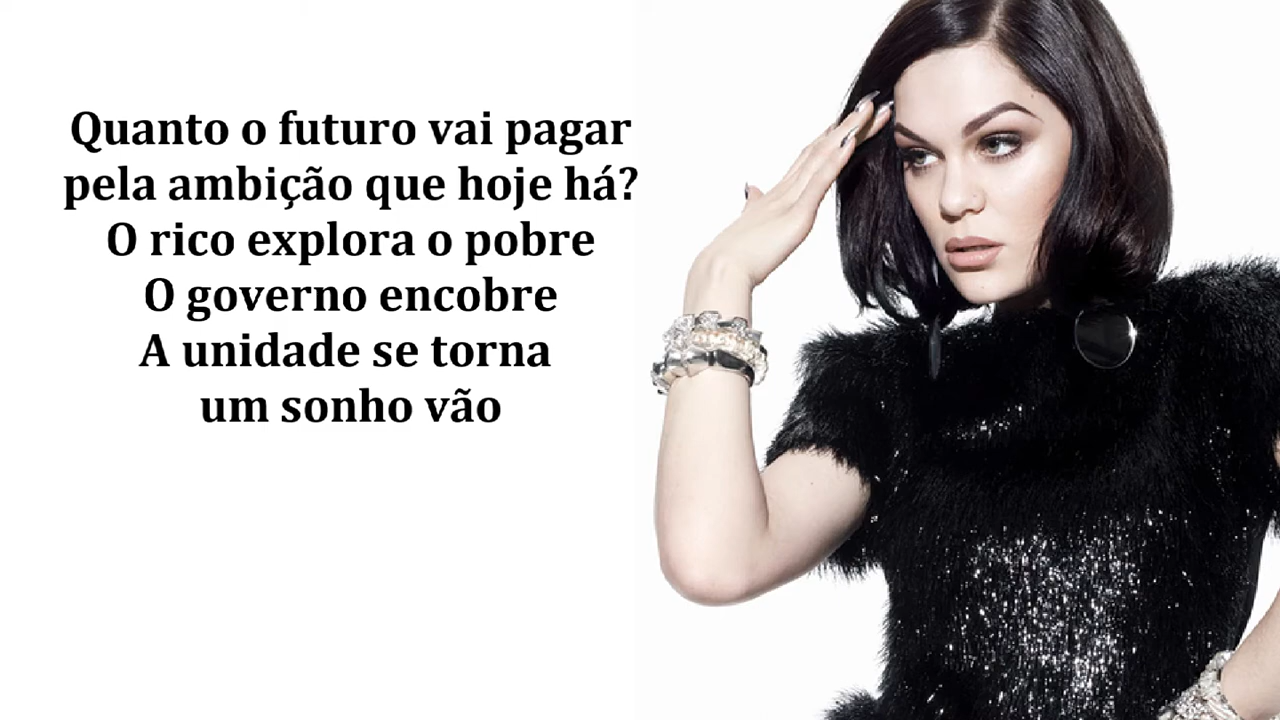 Quanto o futuro vai pagar
pela ambição que hoje há?
O rico explora o pobre
O governo encobre
A unidade se torna
um sonho vão